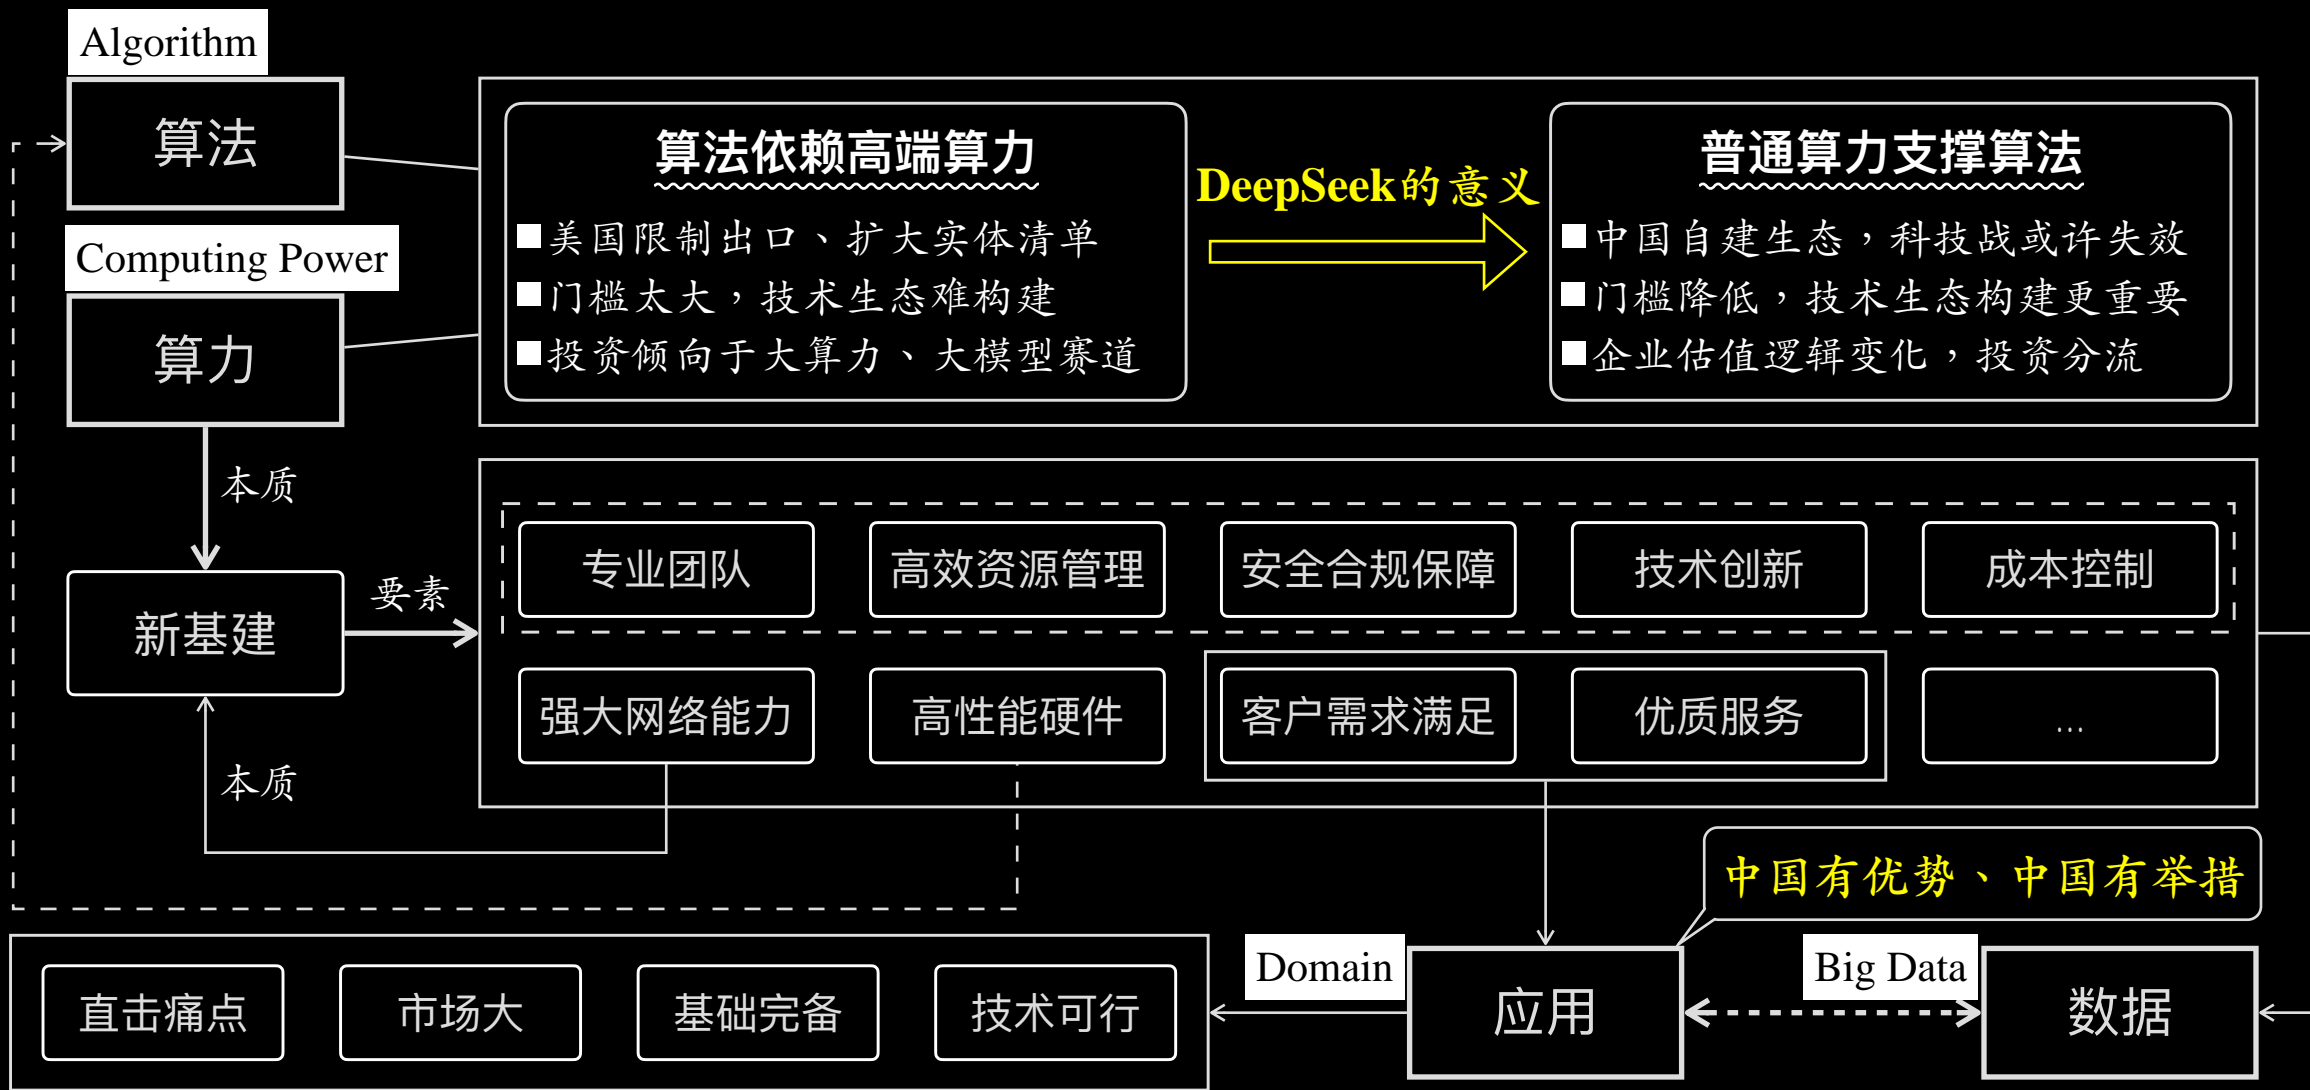 Algorithm
算法
Computing Power
算力
算法依赖高端算力
■美国限制出口、扩大实体清单
■门槛太大，技术生态难构建
■投资倾向于大算力、大模型赛道
DeepSeek的意义
普通算力支撑算法
■中国自建生态，科技战或许失效
■门槛降低，技术生态构建更重要
■企业估值逻辑变化，投资分流
本质
新基建
要素
专业团队
高效资源管理
安全合规保障
技术创新
成本控制
强大网络能力
高性能硬件
客户需求满足
优质服务
...
本质
中国有优势、中国有举措
直击痛点
市场大
基础完备
技术可行
Domain
应用
Big Data
数据